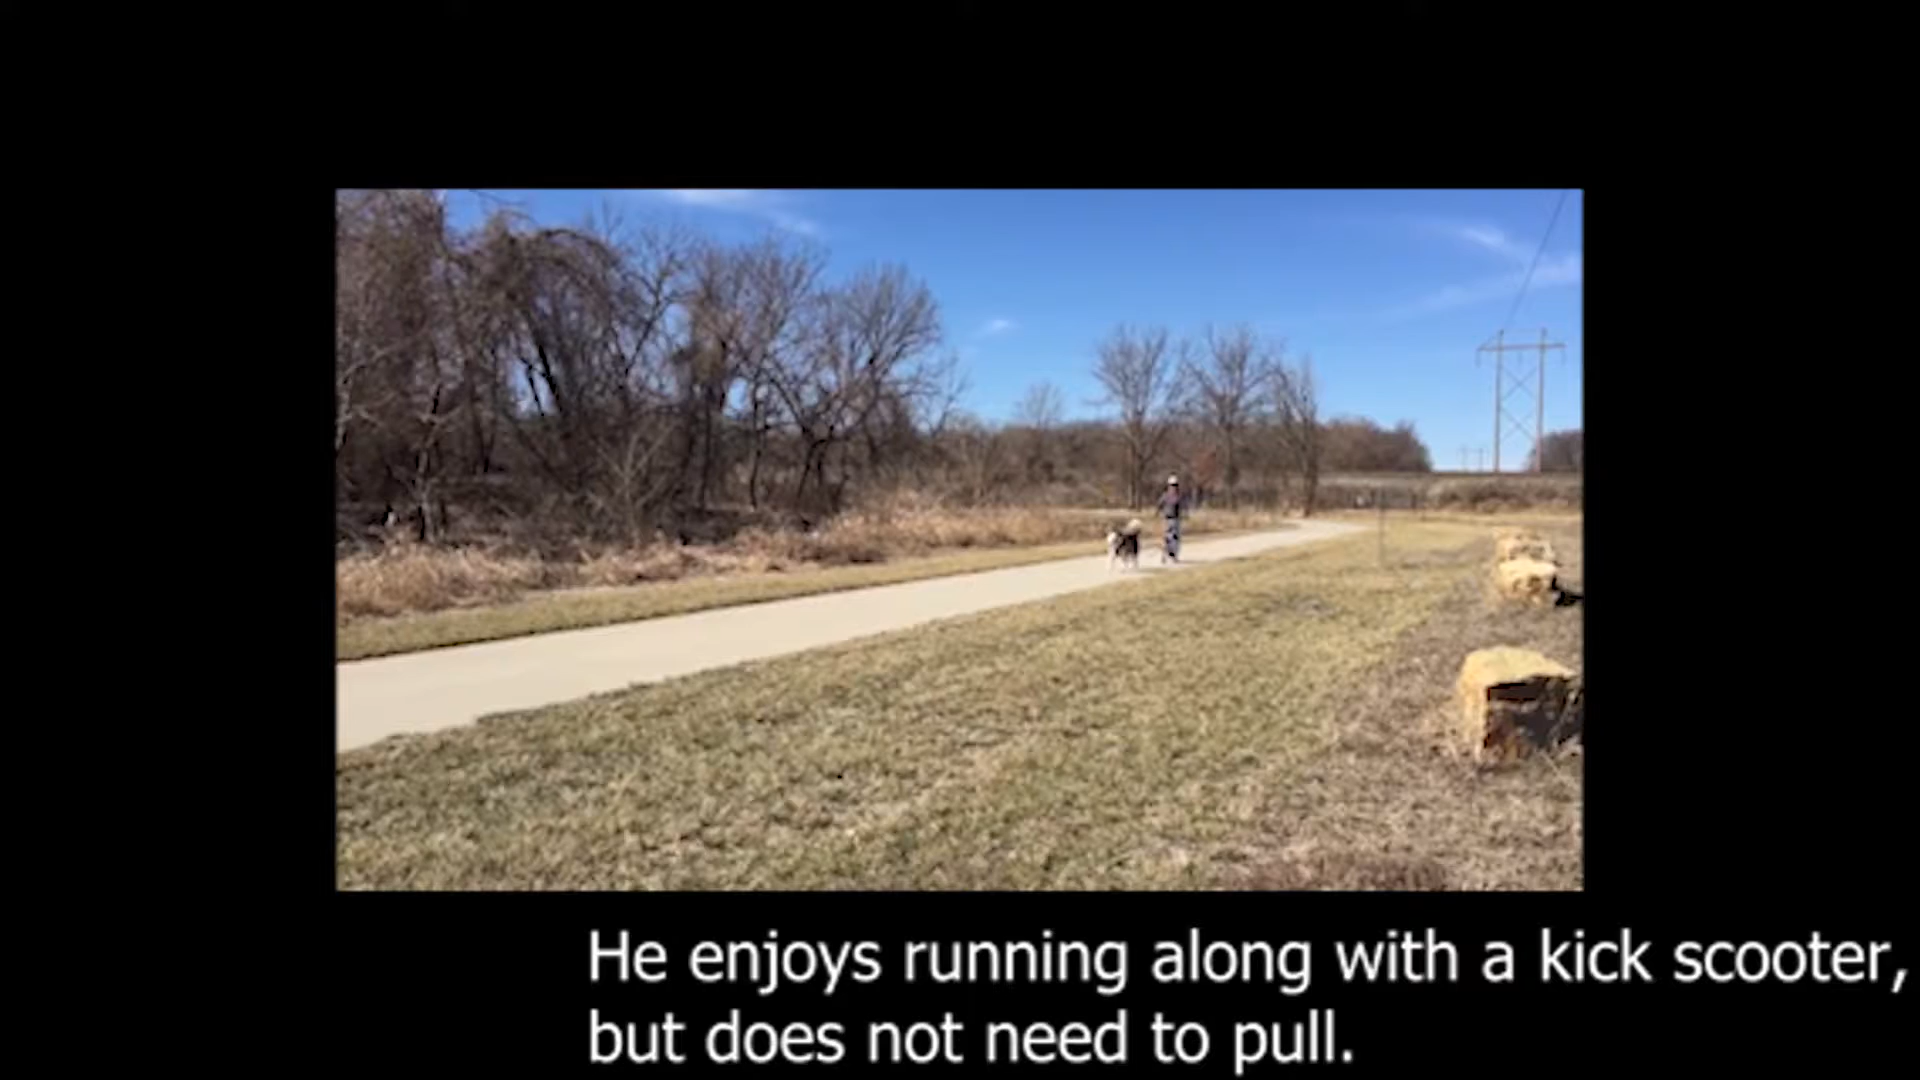 He enjoys running along with a kick scooter,
but does not need to pull.